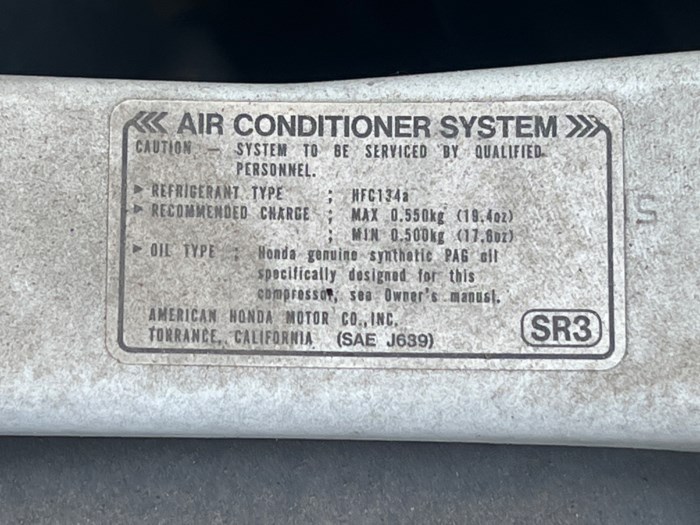 AIR CONDITIONER SYSTEM
CAUTION – SYSTEM TO BE SERVICED BY QUALIFIED
PERSONNEL.
▶ REFRIGERANT TYPE ; HFC134a
▶ RECOMMENDED CHARGE ; MAX 0.550kg (19.4oz)
; MIN 0.500kg (17.6oz)
▶ OIL TYPE ; Honda genuine synthetic PAG oil
specifically designed for this
compressor, see Owner's manual.
AMERICAN HONDA MOTOR CO., INC.
TORRANCE, CALIFORNIA (SAE J639)
SR3